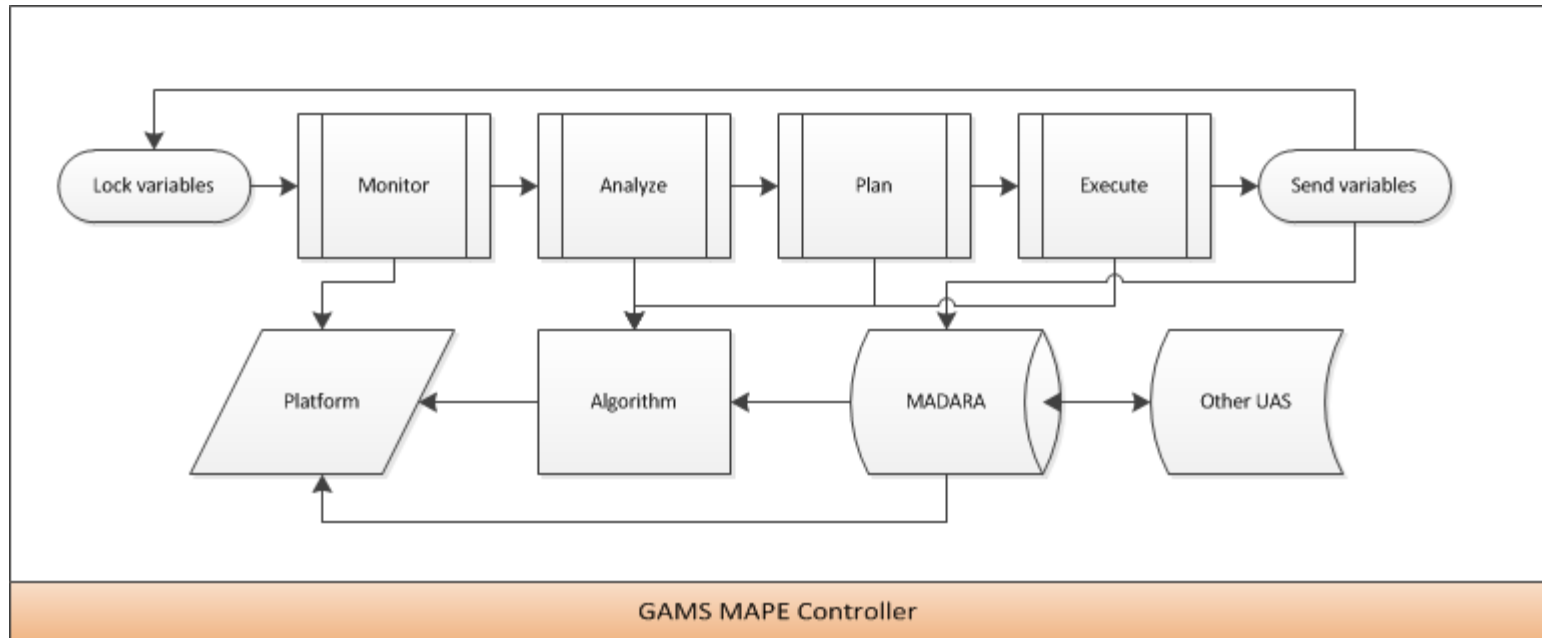 Lock variables
Monitor
Analyze
Plan
Execute
Send variables
Platform
Algorithm
MADARA
Other UAS
GAMS MAPE Controller